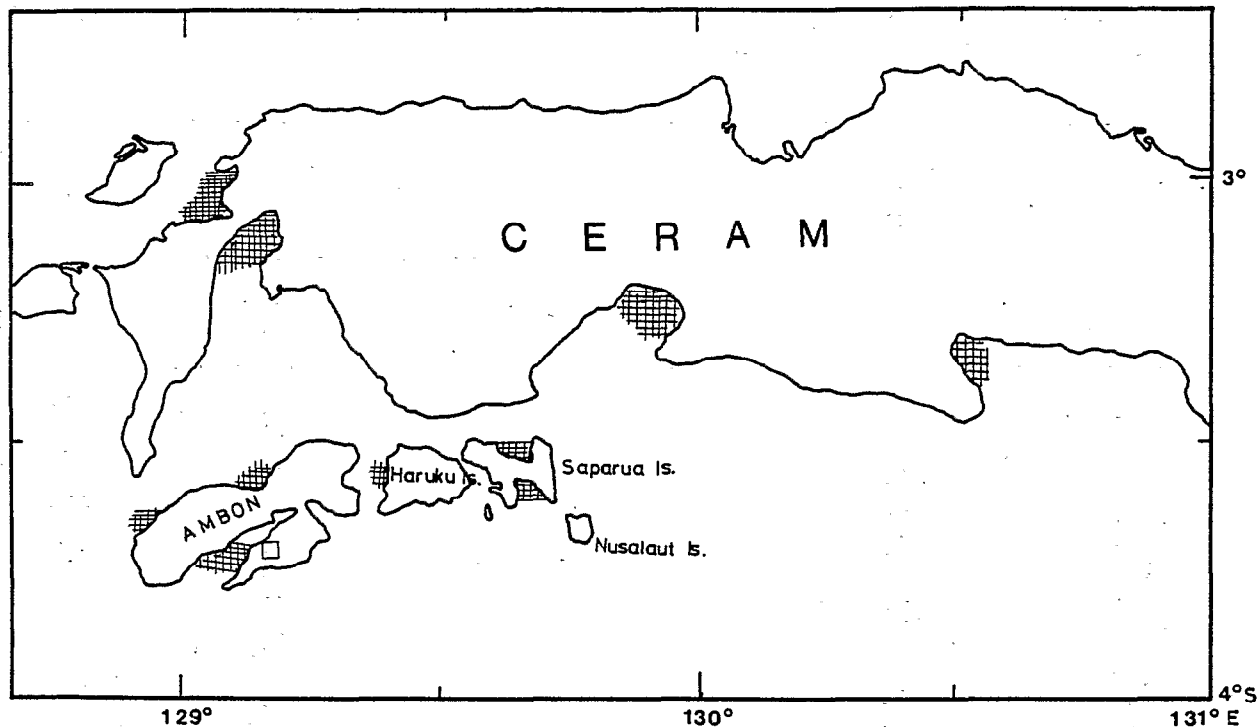 3°
C E R A M
Haruku Is.
Saparua Is.
AMBON
Nusalaut Is.
4°S
129°
130°
131°E